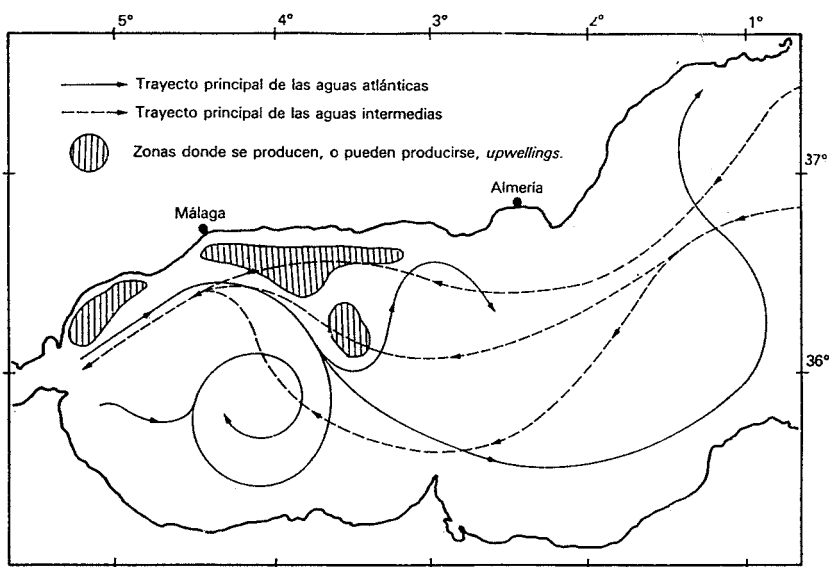 5° 4° 3° 2° 1°
Trayecto principal de las aguas atlánticas
Trayecto principal de las aguas intermedias
Zonas donde se producen, o pueden producirse, upwellings.
37°
Almería
Málaga
36°